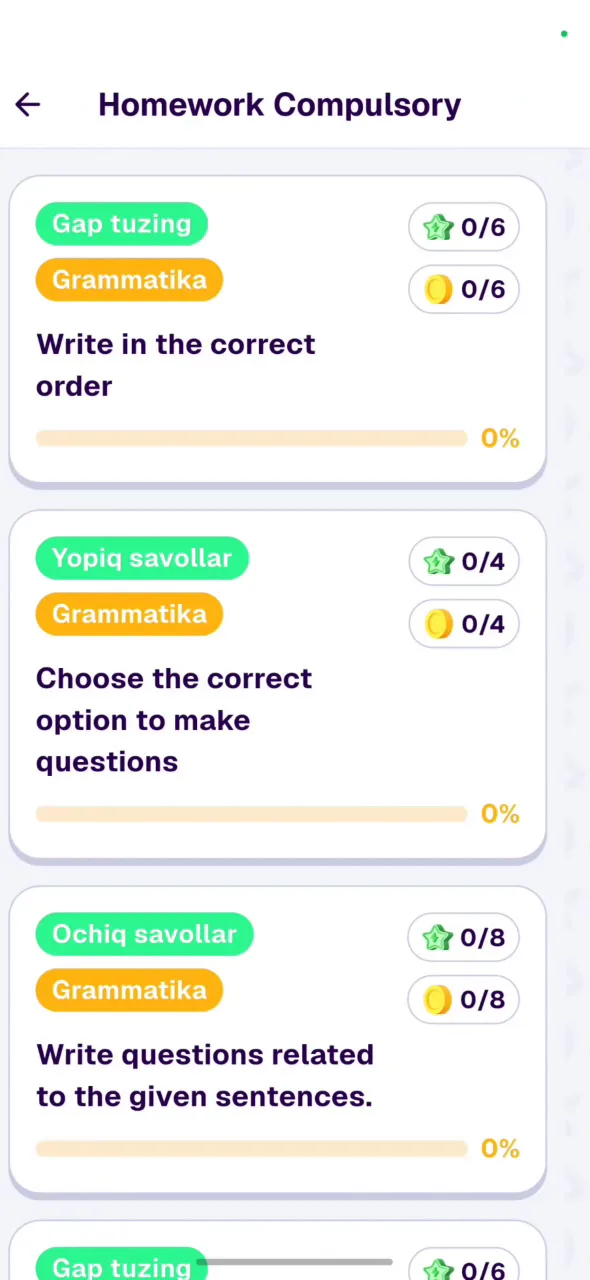 Homework Compulsory
Gap tuzing
0/6
Grammatika
0/6
Write in the correct
order
0%
Yopiq savollar
0/4
Grammatika
0/4
Choose the correct
option to make
questions
0%
Ochiq savollar
0/8
Grammatika
0/8
Write questions related
to the given sentences.
0%
Gap tuzing
0/6